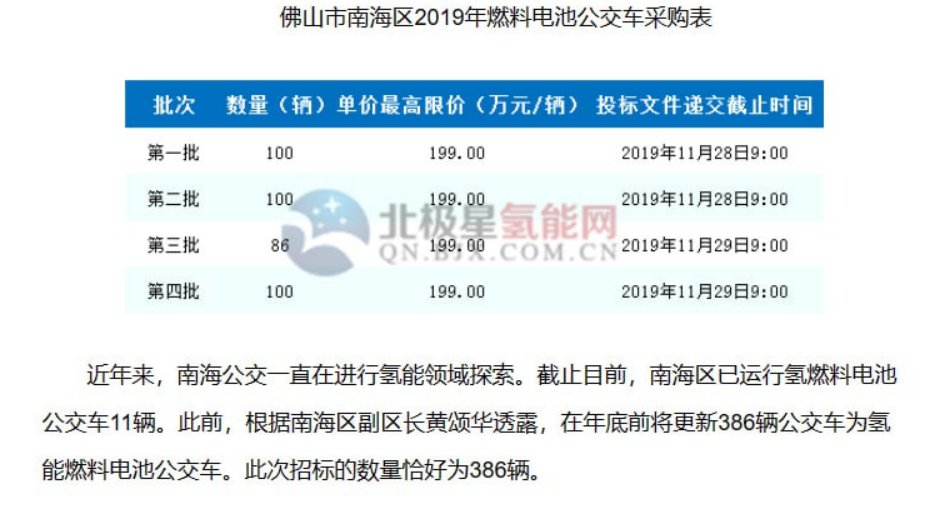 佛山市南海区2019年燃料电池公交车采购表
批次 数量（辆） 单价最高限价（万元/辆） 投标文件递交截止时间
第一批 100 199.00 2019年11月28日9:00
第二批 100 199.00 2019年11月28日9:00
北极星氢能网
第三批 86 199.00 2019年11月29日9:00
QN.BJX.COM.CN
第四批 100 199.00 2019年11月29日9:00
近年来，南海公交一直在进行氢能领域探索。截止目前，南海区已运行氢燃料电池
公交车11辆。此前，根据南海区副区长黄颂华透露，在年底前将更新386辆公交车为氢
能燃料电池公交车。此次招标的数量恰好为386辆。